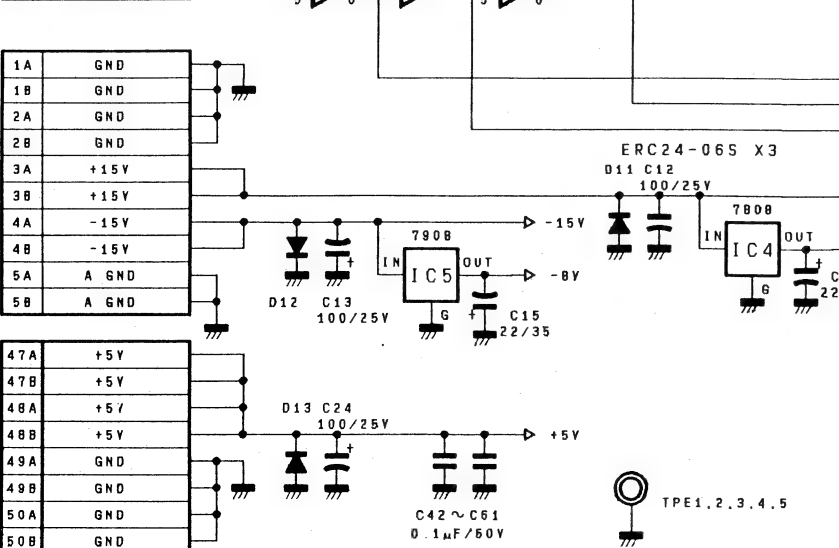 1A GND
1B GND
2A GND
2B GND
3A +15V
3B +15V
4A -15V
4B -15V
5A A GND
5B A GND
-15V
7908
IN
OUT
IC5
G
-8V
D12
C13
100/25V
C15
22/35
ERC24-06S X3
D11 C12
100/25V
7808
IN
OUT
IC4
G
C
22
47A +5V
47B +5V
48A +5V
48B +5V
49A GND
49B GND
50A GND
50B GND
D13 C24
100/25V
+5V
C42~C61
0.1μF/50V
TPE1,2,3,4,5